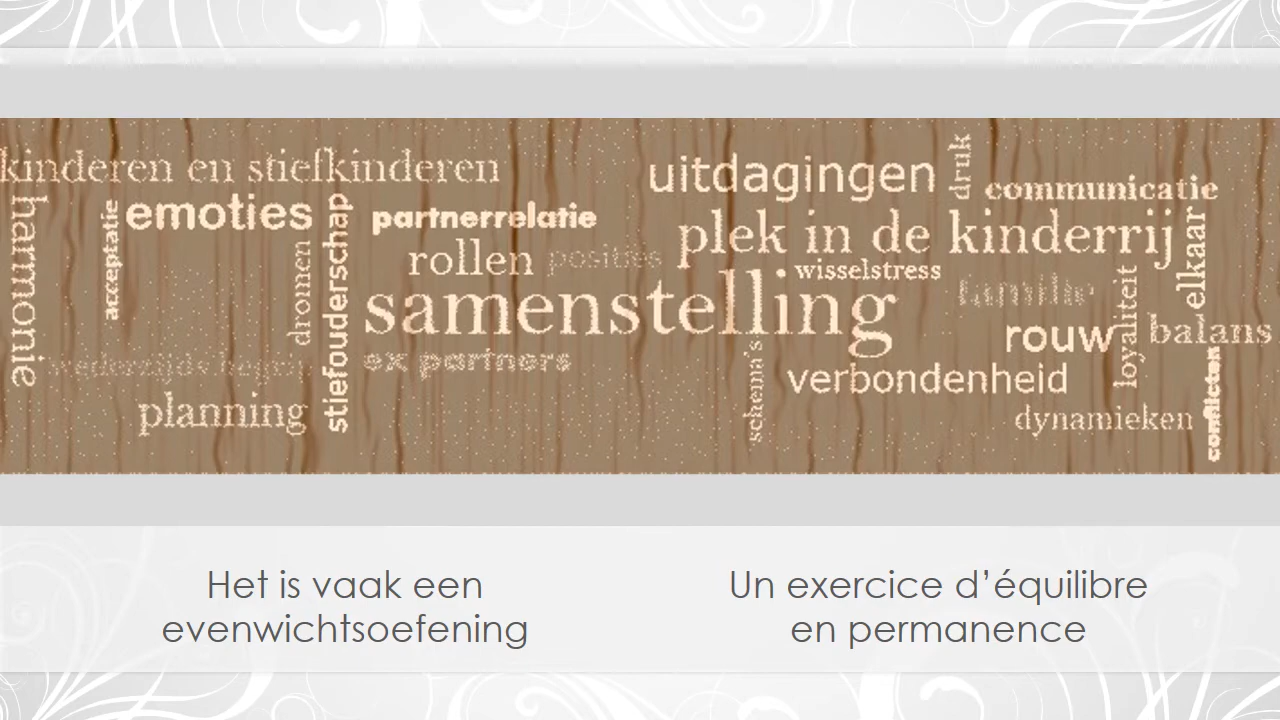 kinderen en stiefkinderen
harmonie
acceptatie
emoties
dromen
stiefouderschap
wederzijds begrip
planning
partnerrelatie
rollen
posities
samenstelling
ex partners
uitdagingen
druk
communicatie
plek in de kinderrij
elkaar
wisselstress
familie
rouw
loyaliteit
balans
schema's
verbondenheid
dynamieken
conflicten
Het is vaak een
evenwichtsoefening
Un exercice d’équilibre
en permanence